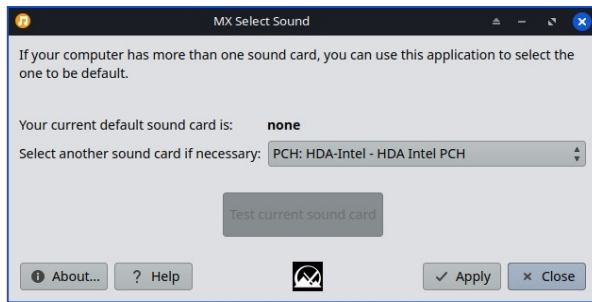 MX Select Sound
If your computer has more than one sound card, you can use this application to select the
one to be default.
Your current default sound card is: none
Select another sound card if necessary: PCH: HDA-Intel - HDA Intel PCH
Test current sound card
About... ? Help Apply Close